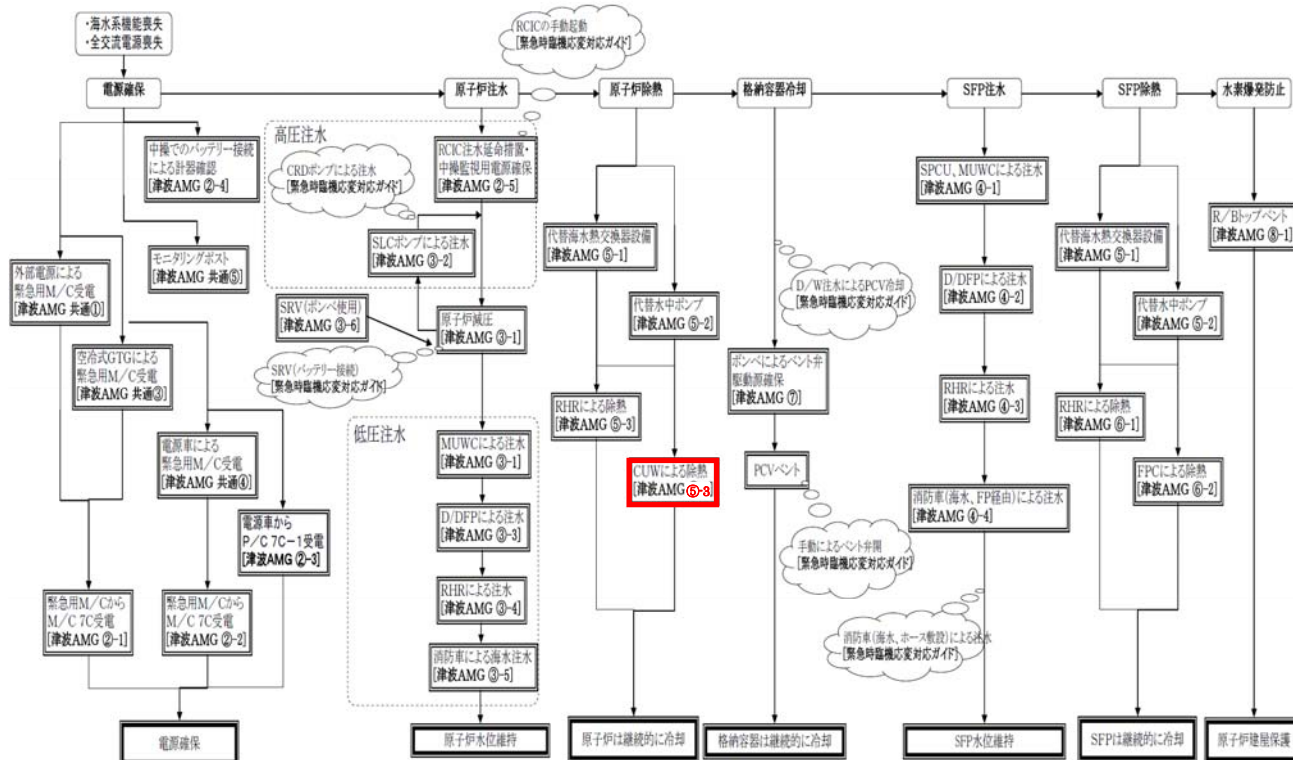 ・海水系機能喪失
・全交流電源喪失
RCICの手動起動
[緊急時臨機応変対応ガイド]
電源確保
原子炉注水
原子炉除熱
格納容器冷却
SFP注水
SFP除熱
水素爆発防止
中操でのバッテリー接続
による計器確認
[津波AMG ②-4]
モニタリングポスト
[津波AMG 共通⑤]
外部電源による
緊急用M／C受電
[津波AMG 共通①]
空冷式GTGによる
緊急用M／C受電
[津波AMG 共通③]
電源車による
緊急用M／C受電
[津波AMG 共通④]
電源車から
P／C 7C－1受電
[津波AMG ②-3]
緊急用M／Cから
M／C 7C受電
[津波AMG ②-1]
緊急用M／Cから
M／C 7C受電
[津波AMG ②-2]
電源確保
高圧注水
CRDポンプによる注水
[緊急時臨機応変対応ガイド]
RCIC注水延命措置・
中操監視用電源確保
[津波AMG ②-5]
SLCポンプによる注水
[津波AMG ③-2]
SRV(ボンベ使用)
[津波AMG ③-6]
原子炉減圧
[津波AMG ③-1]
SRV(バッテリー接続)
[緊急時臨機応変対応ガイド]
低圧注水
MUWCによる注水
[津波AMG ③-1]
D/DFPによる注水
[津波AMG ③-3]
RHRによる注水
[津波AMG ③-4]
消防車による海水注水
[津波AMG ③-5]
原子炉水位維持
代替海水熱交換器設備
[津波AMG ⑤-1]
代替水中ポンプ
[津波AMG ⑤-2]
RHRによる除熱
[津波AMG ⑤-3]
CUWによる除熱
[津波AMG ⑤-3]
原子炉は継続的に冷却
D／W注水によるPCV冷却
[緊急時臨機応変対応ガイド]
ボンベによるベント弁
駆動源確保
[津波AMG ⑦]
PCVベント
手動によるベント弁開
[緊急時臨機応変対応ガイド]
格納容器は継続的に冷却
SPCU、MUWCによる注水
[津波AMG ④-1]
D/DFPによる注水
[津波AMG ④-2]
RHRによる注水
[津波AMG ④-3]
消防車(海水、FP経由)による注水
[津波AMG ④-4]
消防車(海水、ホース敷設)による注水
[緊急時臨機応変対応ガイド]
SFP水位維持
代替海水熱交換器設備
[津波AMG ⑤-1]
代替水中ポンプ
[津波AMG ⑤-2]
RHRによる除熱
[津波AMG ⑥-1]
FPCによる除熱
[津波AMG ⑥-2]
SFPは継続的に冷却
R／Bトップベント
[津波AMG ⑧-1]
原子炉建屋保護